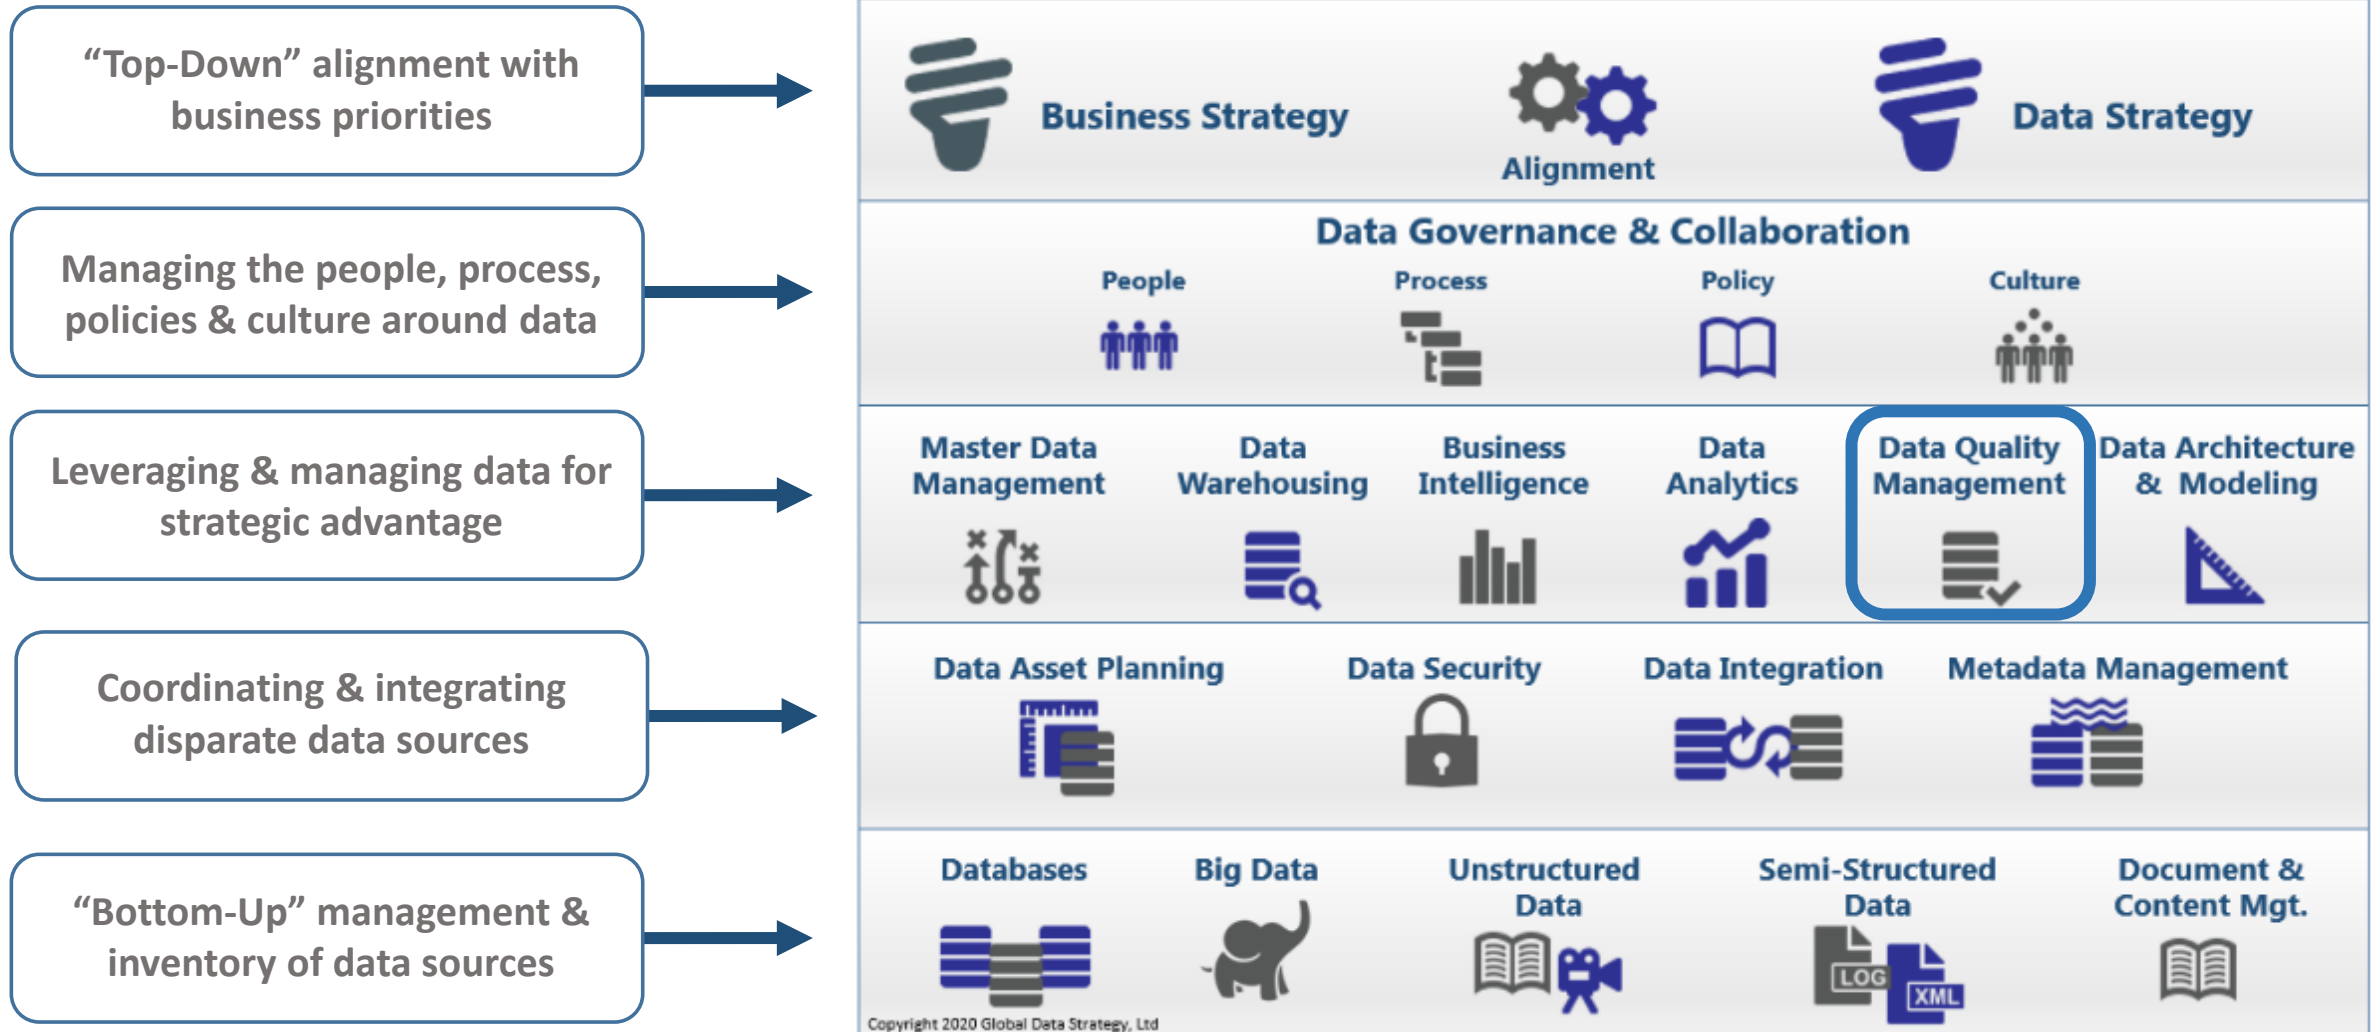 “Top-Down” alignment with
business priorities
Business Strategy
Alignment
Data Strategy
Managing the people, process,
policies & culture around data
Data Governance & Collaboration
People
Process
Policy
Culture
Leveraging & managing data for
strategic advantage
Master Data
Management
Data
Warehousing
Business
Intelligence
Data
Analytics
Data Quality
Management
Data Architecture
& Modeling
Coordinating & integrating
disparate data sources
Data Asset Planning
Data Security
Data Integration
Metadata Management
“Bottom-Up” management &
inventory of data sources
Databases
Big Data
Unstructured
Data
Semi-Structured
Data
LOG
XML
Document &
Content Mgt.
Copyright 2020 Global Data Strategy, Ltd